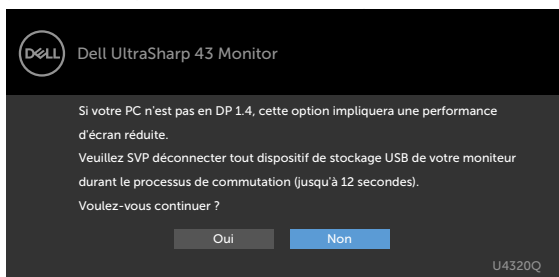 DELL
Dell UltraSharp 43 Monitor
Si votre PC n'est pas en DP 1.4, cette option impliquera une performance
d'écran réduite.
Veuillez SVP déconnecter tout dispositif de stockage USB de votre moniteur
durant le processus de commutation (jusqu'à 12 secondes).
Voulez-vous continuer ?
Oui
Non
U4320Q